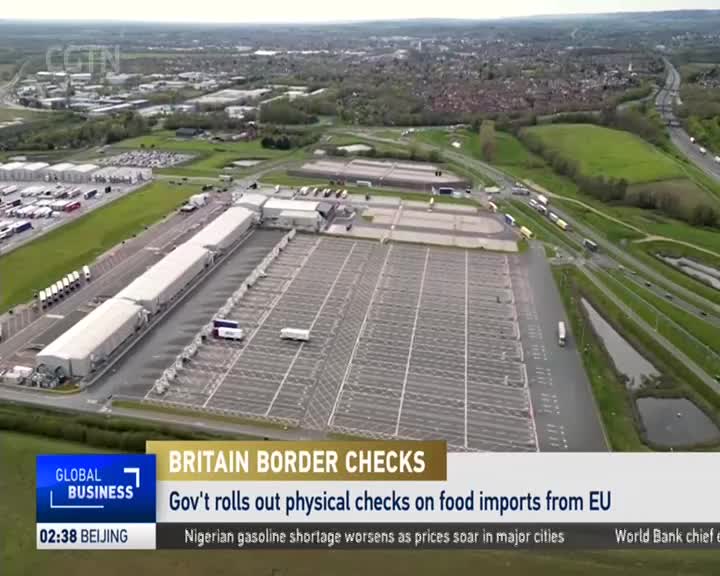 CGTN
BRITAIN BORDER CHECKS
GLOBAL
BUSINESS
Gov't rolls out physical checks on food imports from EU
02:38 BEIJING
Nigerian gasoline shortage worsens as prices soar in major cities
World Bank chief